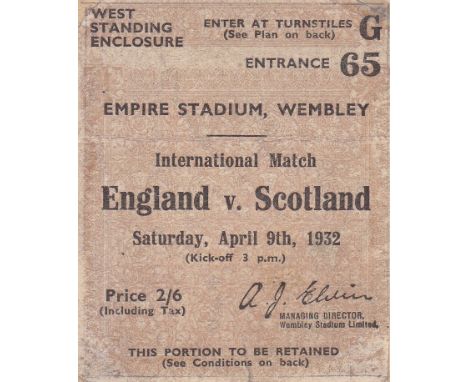 WEST
STANDING
ENCLOSURE
ENTER AT TURNSTILES G
(See Plan on back)
ENTRANCE 65
EMPIRE STADIUM, WEMBLEY
International Match
England v. Scotland
Saturday, April 9th, 1932
(Kick-off 3 p.m.)
Price 2/6
(Including Tax)
A. J. Elvin
MANAGING DIRECTOR,
Wembley Stadium Limited.
THIS PORTION TO BE RETAINED
(See Conditions on back)